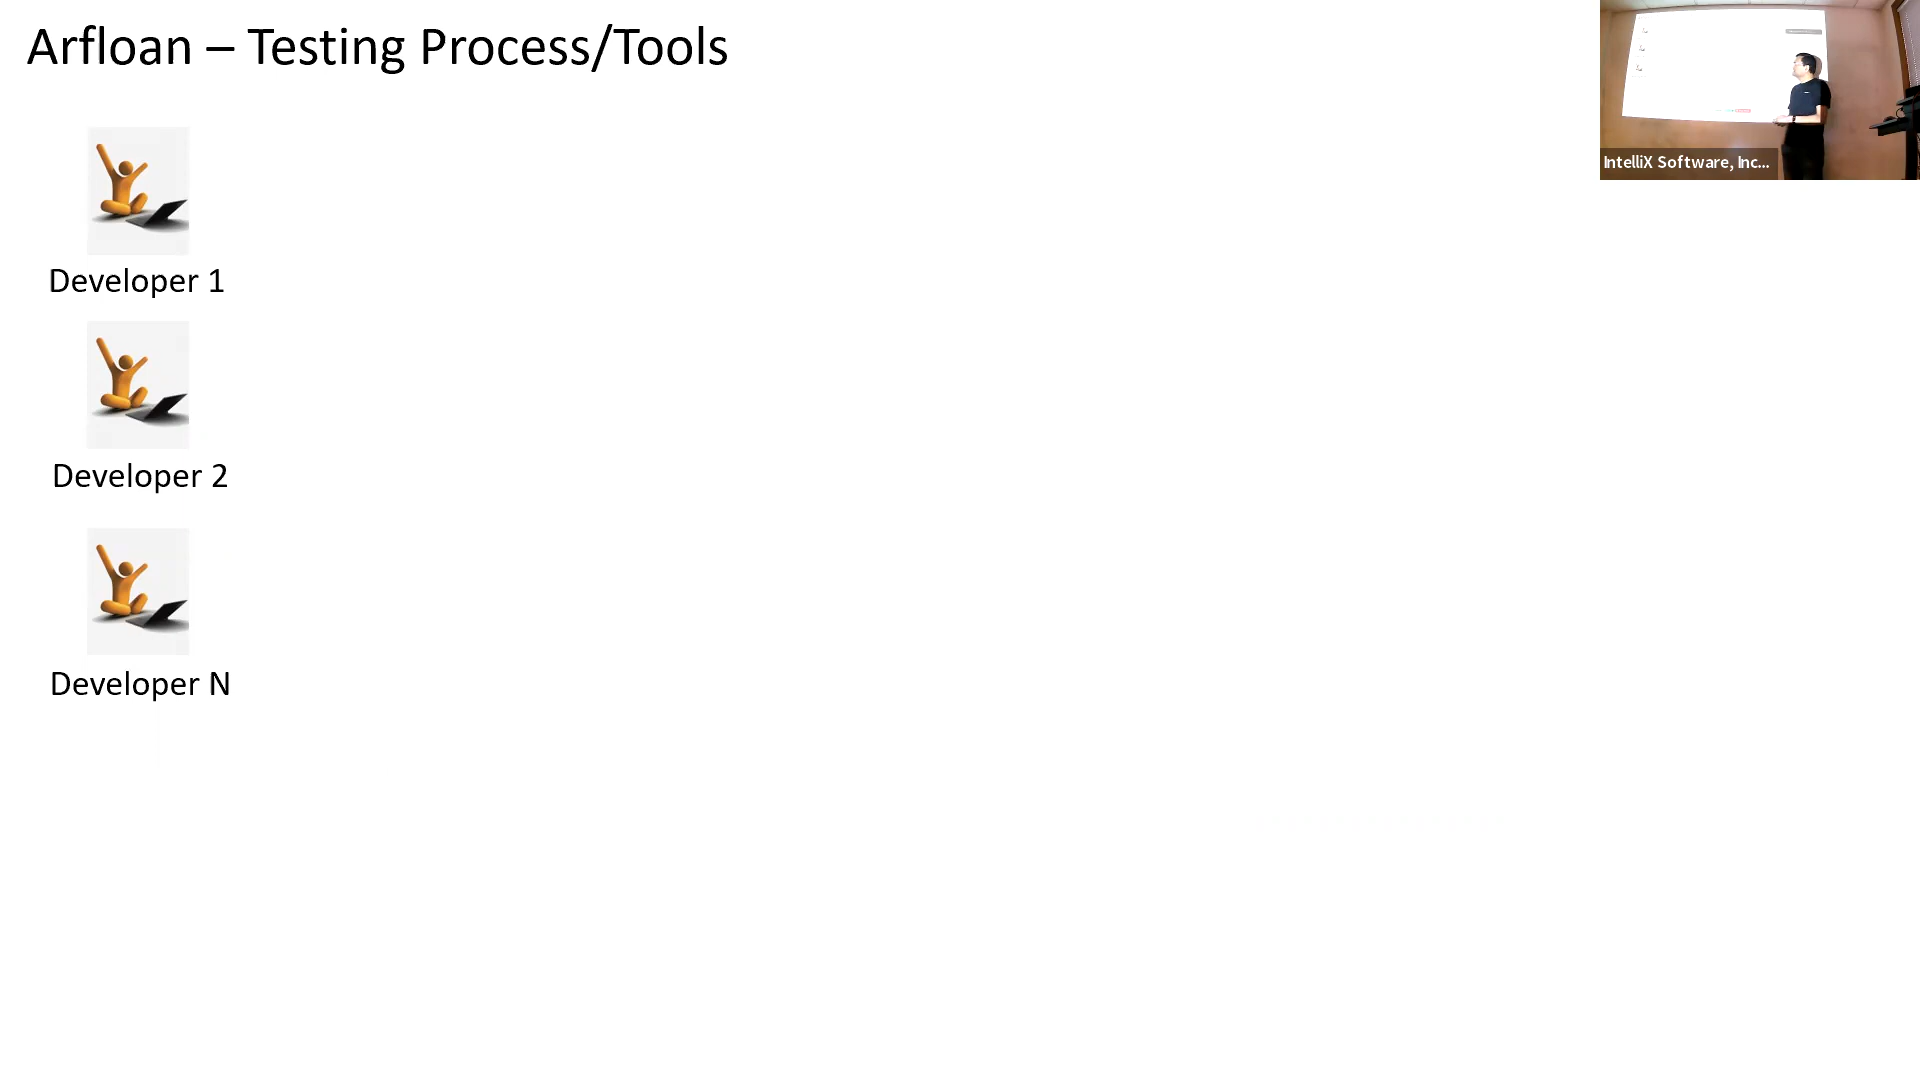 Arfloan – Testing Process/Tools
IntelliX Software, Inc...
Developer 1
Developer 2
Developer N